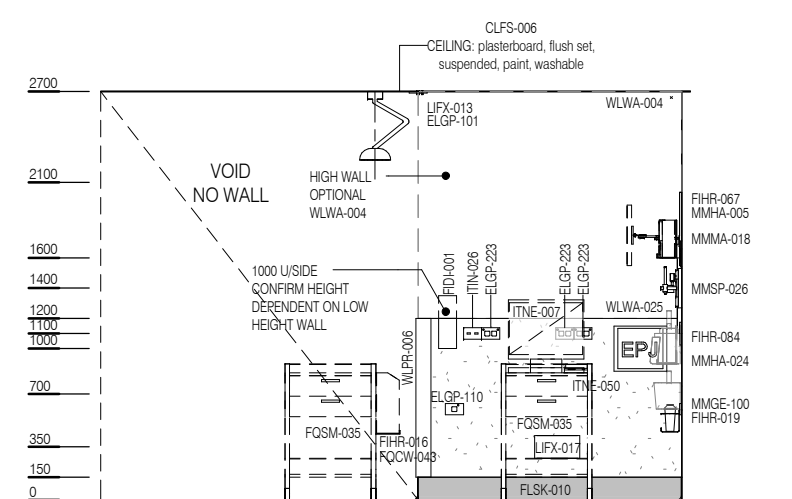 CLFS-006
CEILING: plasterboard, flush set,
suspended, paint, washable
2700
LIFX-013
ELGP-101
WLWA-004
VOID
NO WALL
2100
HIGH WALL
OPTIONAL
WLWA-004
FIHR-067
MMHA-005
MMMA-018
1600
1000 U/SIDE
CONFIRM HEIGHT
DEPENDENT ON LOW
HEIGHT WALL
FIDI-001
ITIN-026
ELGP-223
ELGP-223
ELGP-223
1400
MMSP-026
ITNE-007
WLWA-025
1200
1100
1000
WLPR-006
EPJ
FIHR-084
MMHA-024
700
ITNE-050
ELGP-110
MMGE-100
FIHR-019
FQSM-035
FQSM-035
350
FIHR-016
FQCW-043
LIFX-017
150
FLSK-010
0